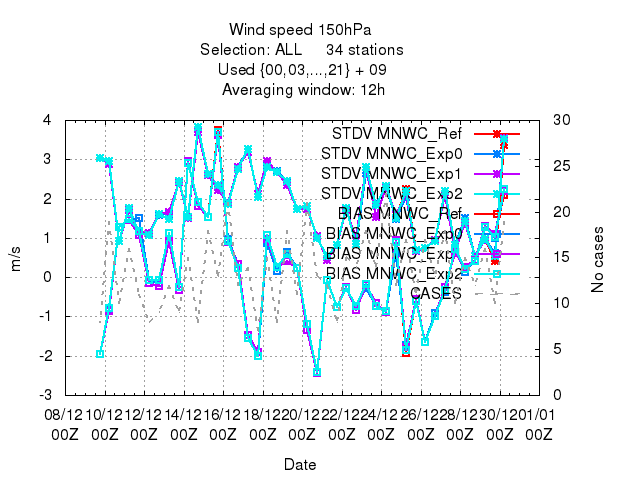 Wind speed 150hPa
Selection: ALL 34 stations
Used {00,03,...,21} + 09
Averaging window: 12h
4
3
2
1
0
-1
-2
-3
30
25
20
15
10
5
0
m/s
No cases
STDV MNWC_Ref
STDV MNWC_Exp0
STDV MNWC_Exp1
STDV MNWC_Exp2
BIAS MNWC_Ref
BIAS MNWC_Exp0
BIAS MNWC_Exp1
BIAS MNWC_Exp2
CASES
08/12 10/12 12/12 14/12 16/12 18/12 20/12 22/12 24/12 26/12 28/12 30/12 01/01
00Z 00Z 00Z 00Z 00Z 00Z 00Z 00Z 00Z 00Z 00Z 00Z 00Z
Date